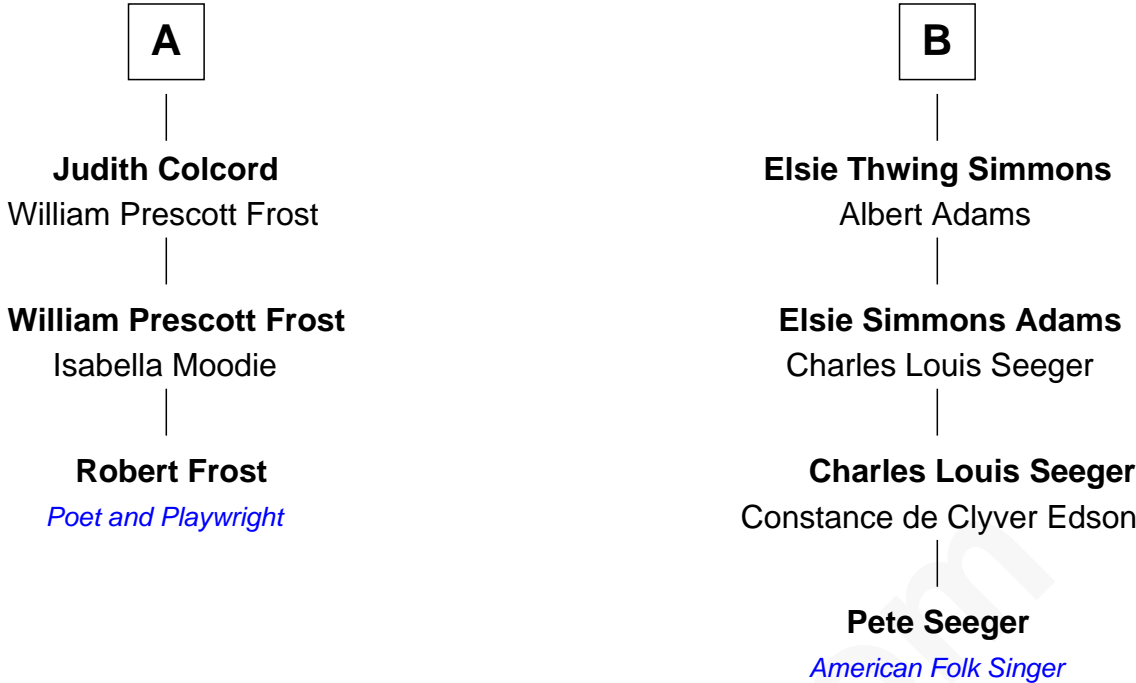 A
Judith Colcord
William Prescott Frost
William Prescott Frost
Isabella Moodie
Robert Frost
Poet and Playwright
B
Elsie Thwing Simmons
Albert Adams
Elsie Simmons Adams
Charles Louis Seeger
Charles Louis Seeger
Constance de Clyver Edson
Pete Seeger
American Folk Singer